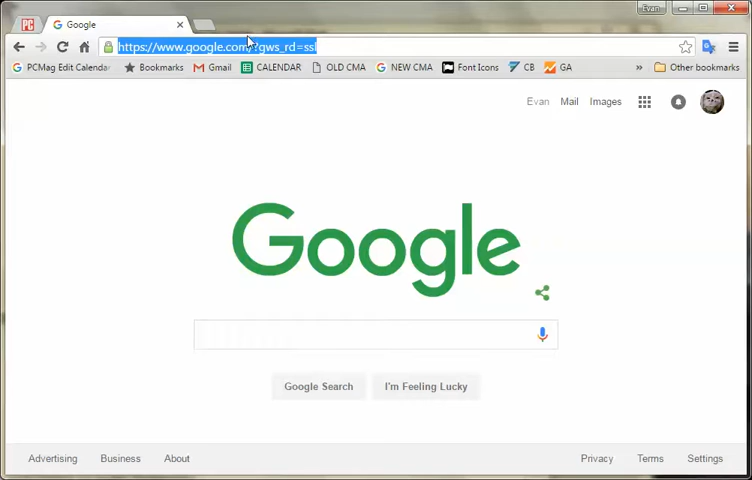 Evan
PC Google
https://www.google.com/?gws_rd=ssl
PCMag Edit Calendar Bookmarks Gmail CALENDAR OLD CMA NEW CMA Font Icons CB GA » Other bookmarks
Evan Mail Images
Google
Google Search I'm Feeling Lucky
Advertising Business About Privacy Terms Settings